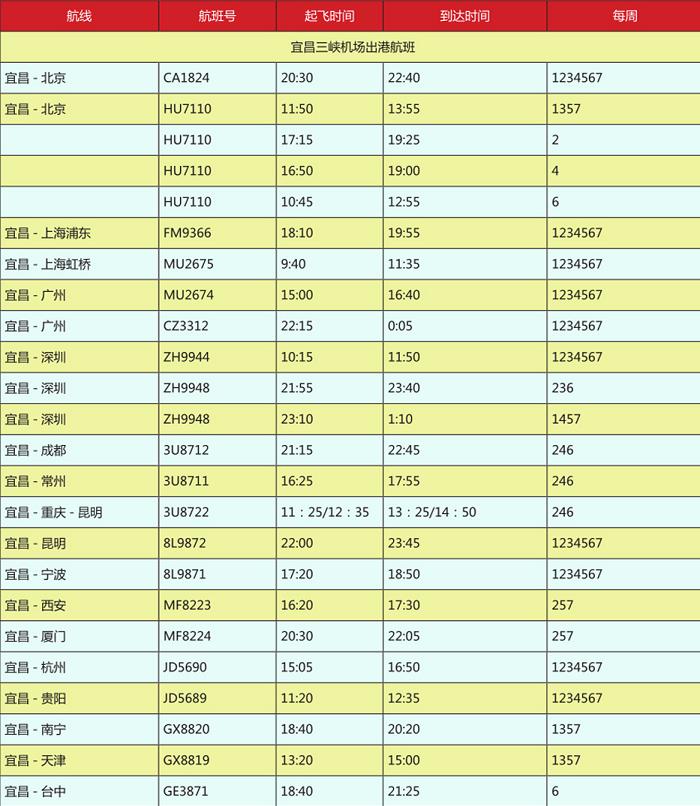 航线 航班号 起飞时间 到达时间 每周
宜昌三峡机场出港航班
宜昌 - 北京 CA1824 20:30 22:40 1234567
宜昌 - 北京 HU7110 11:50 13:55 1357
HU7110 17:15 19:25 2
HU7110 16:50 19:00 4
HU7110 10:45 12:55 6
宜昌 - 上海浦东 FM9366 18:10 19:55 1234567
宜昌 - 上海虹桥 MU2675 9:40 11:35 1234567
宜昌 - 广州 MU2674 15:00 16:40 1234567
宜昌 - 广州 CZ3312 22:15 0:05 1234567
宜昌 - 深圳 ZH9944 10:15 11:50 1234567
宜昌 - 深圳 ZH9948 21:55 23:40 236
宜昌 - 深圳 ZH9948 23:10 1:10 1457
宜昌 - 成都 3U8712 21:15 22:45 246
宜昌 - 常州 3U8711 16:25 17:55 246
宜昌 - 重庆 - 昆明 3U8722 11：25/12：35 13：25/14：50 246
宜昌 - 昆明 8L9872 22:00 23:45 1234567
宜昌 - 宁波 8L9871 17:20 18:50 1234567
宜昌 - 西安 MF8223 16:20 17:30 257
宜昌 - 厦门 MF8224 20:30 22:05 257
宜昌 - 杭州 JD5690 15:05 16:50 1234567
宜昌 - 贵阳 JD5689 11:20 12:35 1234567
宜昌 - 南宁 GX8820 18:40 20:20 1357
宜昌 - 天津 GX8819 13:20 15:00 1357
宜昌 - 台中 GE3871 18:40 21:25 6